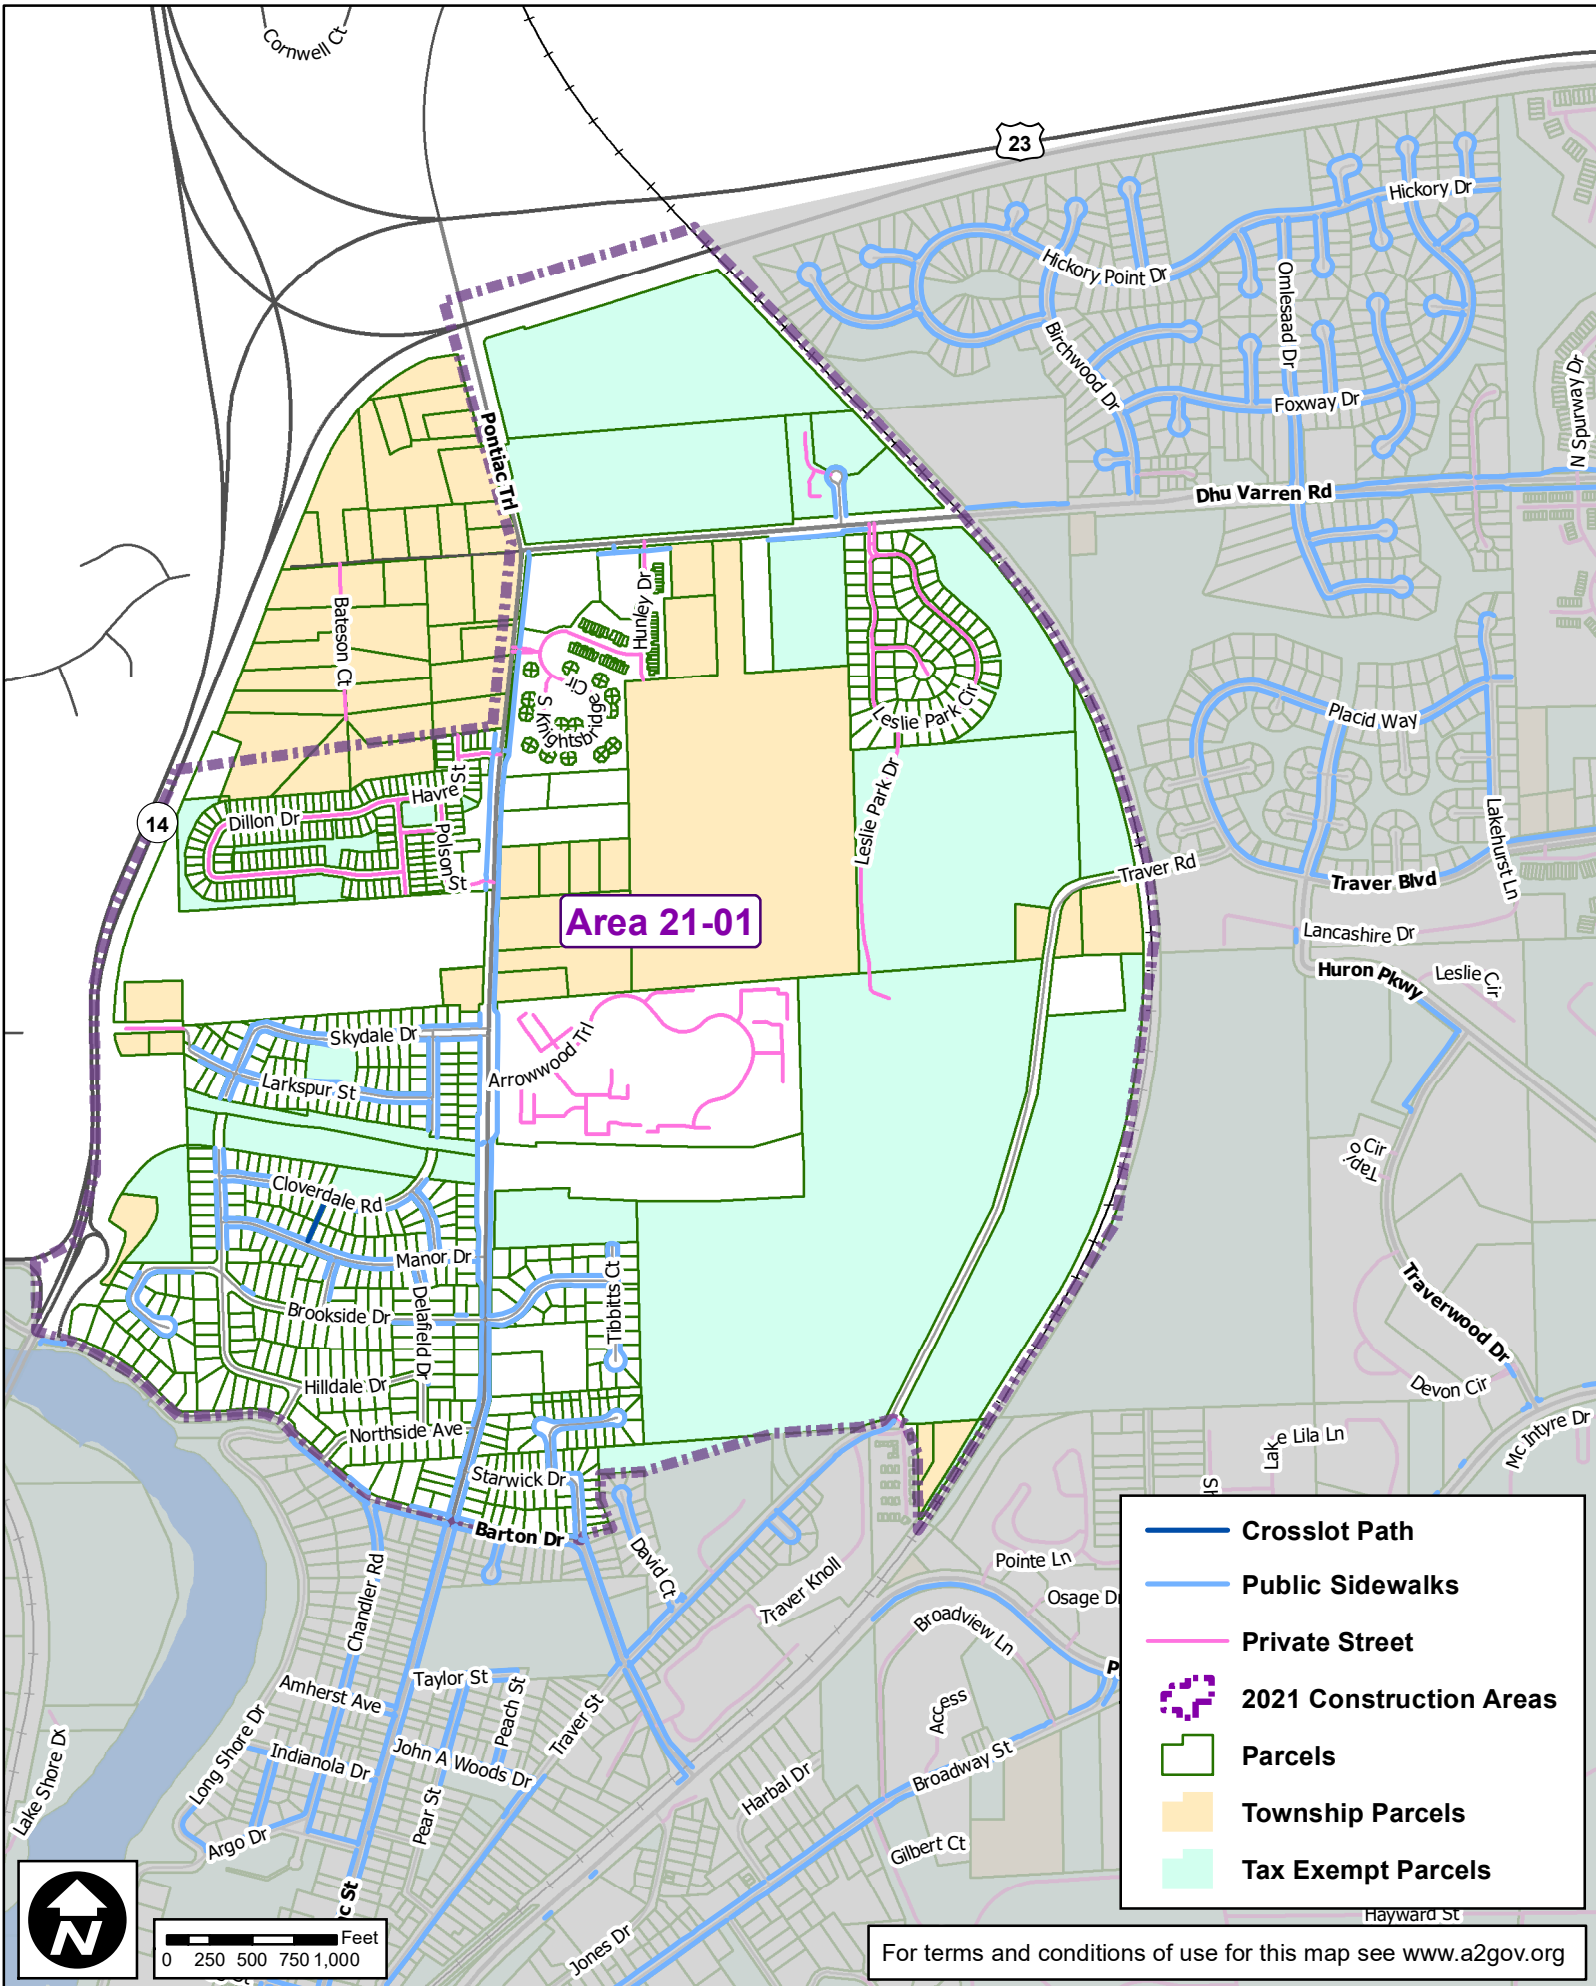 Cornwell Ct
23
Hickory Dr
Hickory Point Dr
Omlesaad Dr
Birchwood Dr
Foxway Dr
N Spurway Dr
Pontiac Trl
Dhu Varren Rd
Hunley Dr
Bateson Ct
S Knightsbridge Cir
Leslie Park Cir
Placid Way
Havre St
Dillon Dr
14
Polson
St
Leslie Park Dr
Traver Rd
Lakehurst Ln
Traver Blvd
Area 21-01
Lancashire Dr
Huron Pkwy
Leslie Cir
Skydale Dr
Arrowwood Trl
Larkspur St
Tapio Cir
Cloverdale Rd
Manor Dr
Tibbitts Ct
Brookside Dr
Delafield Dr
Traverwood Dr
Hilldale Dr
Devon Cir
Northside Ave
Lake Lila Ln
Mc Intyre Dr
Starwick Dr
Barton Dr
David Ct
Pointe Ln
Traver Knoll
Osage Dr
Chandler Rd
Broadview Ln
Taylor St
Amherst Ave
Peach St
Access
Traver St
Long Shore Dr
Indianola Dr
John A Woods Dr
Broadway St
Harbal Dr
Pear St
Lake Shore Dr
Argo Dr
Gilbert Ct
Jones Dr
Hayward St
Crosslot Path
Public Sidewalks
Private Street
2021 Construction Areas
Parcels
Township Parcels
Tax Exempt Parcels
N
Feet
0 250 500 750 1,000
For terms and conditions of use for this map see www.a2gov.org